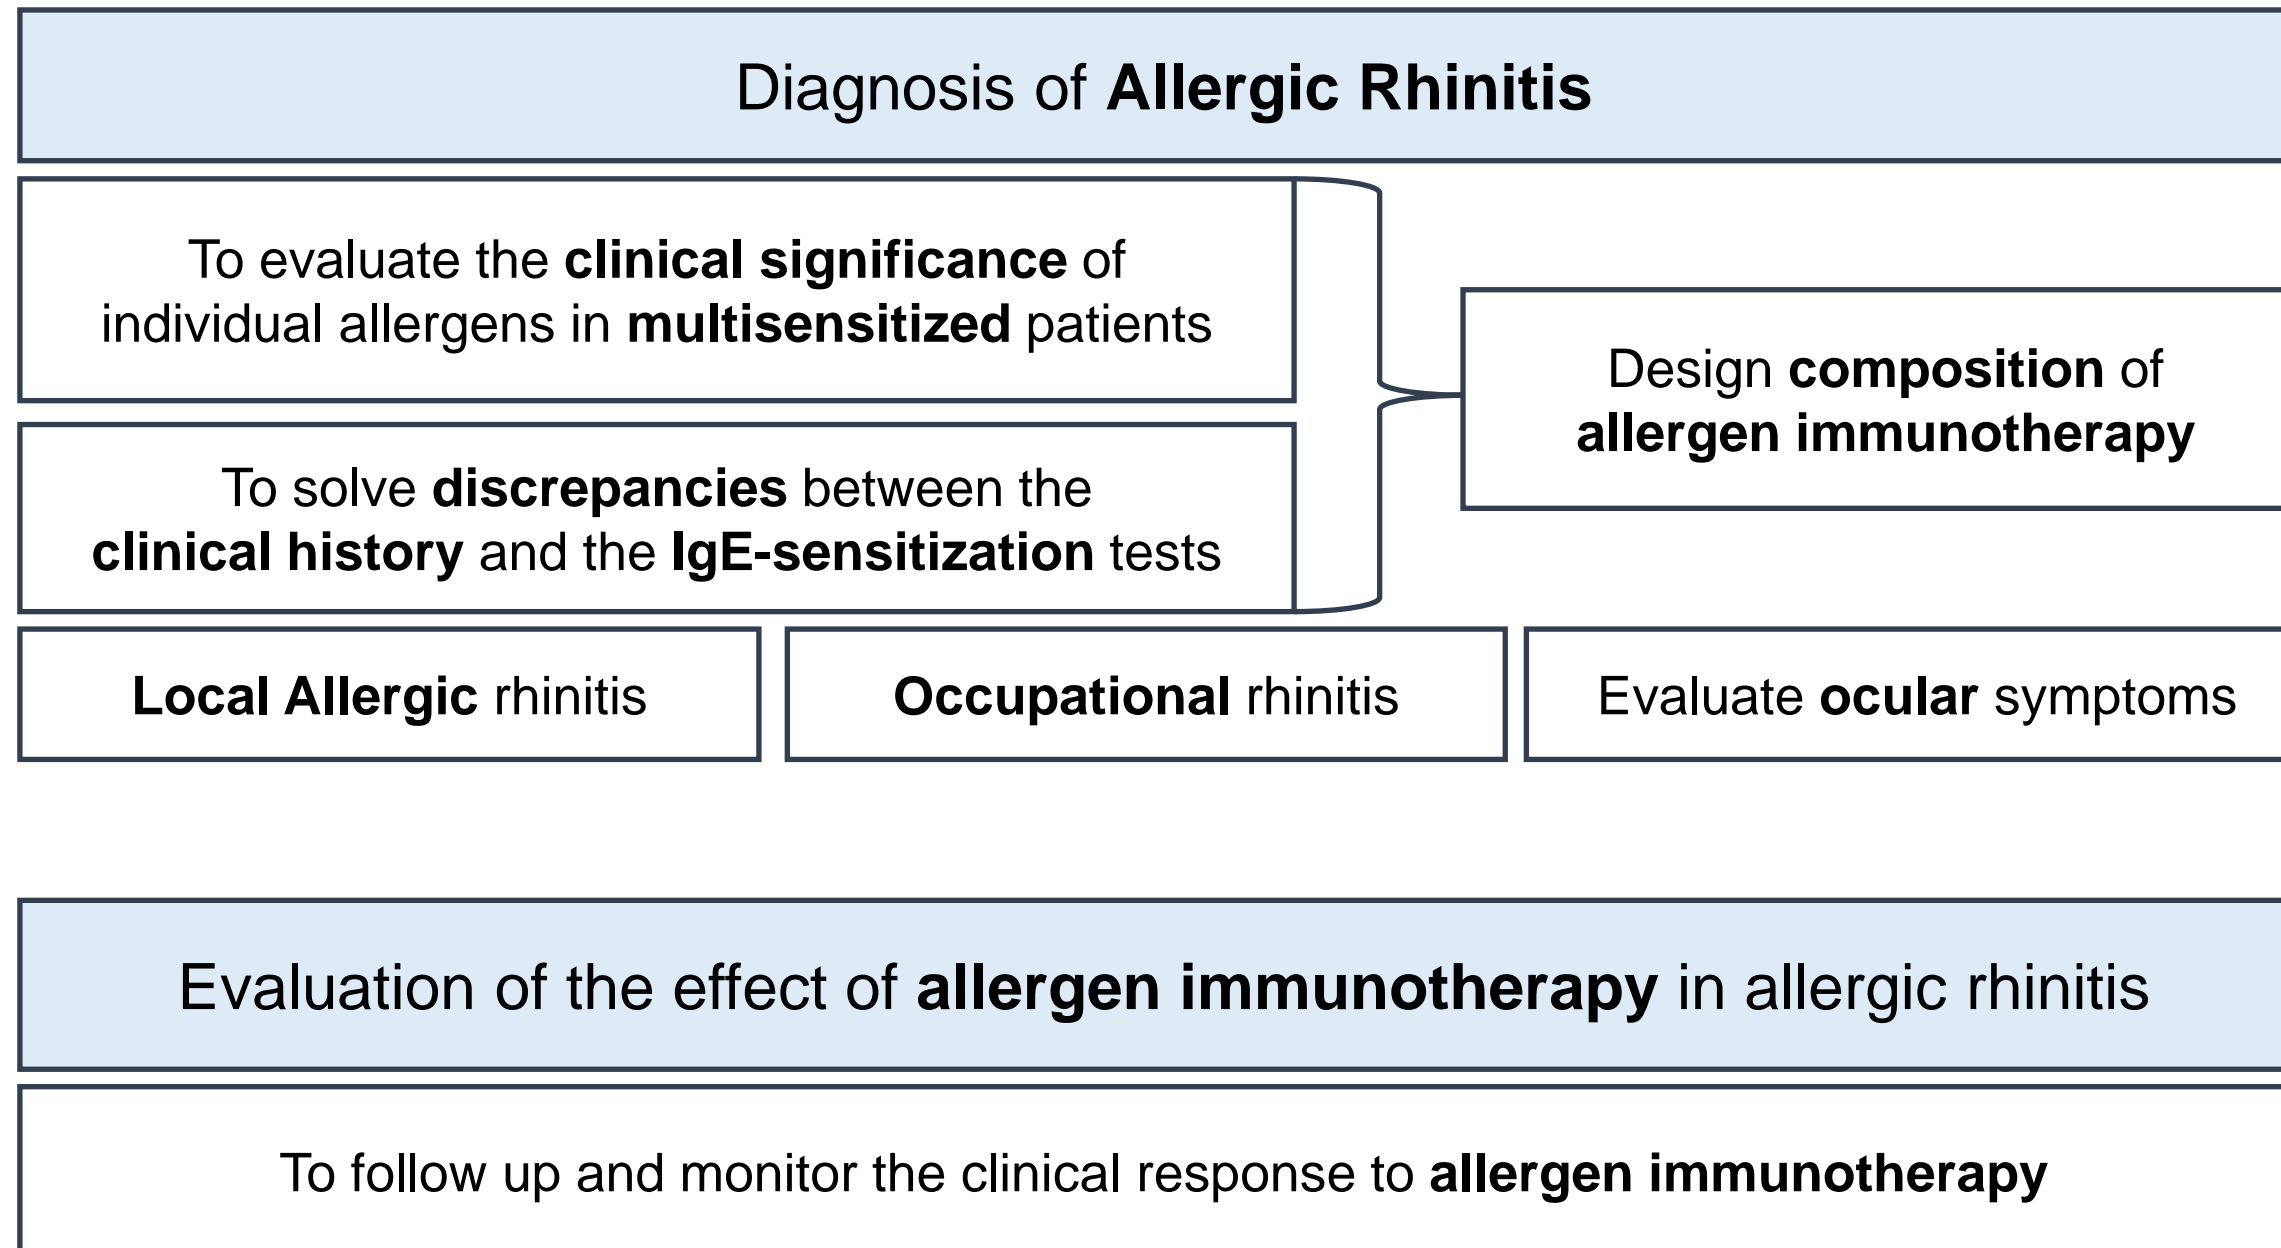 Diagnosis of Allergic Rhinitis
To evaluate the clinical significance of
individual allergens in multisensitized patients
To solve discrepancies between the
clinical history and the IgE-sensitization tests
Design composition of
allergen immunotherapy
Local Allergic rhinitis
Occupational rhinitis
Evaluate ocular symptoms
Evaluation of the effect of allergen immunotherapy in allergic rhinitis
To follow up and monitor the clinical response to allergen immunotherapy